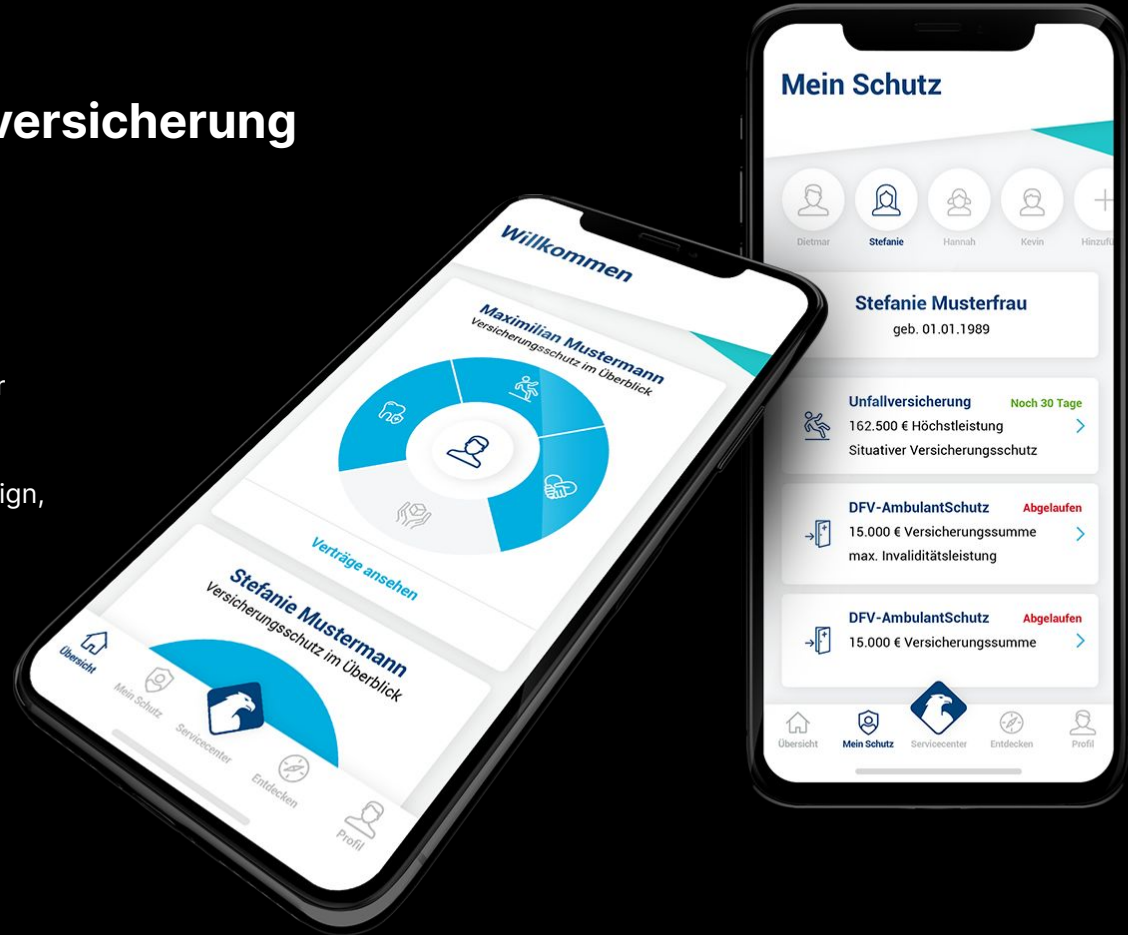 versicherung
r
ign,
Willkommen
Maximilian Mustermann
Versicherungsschutz im Überblick
Verträge ansehen
Stefanie Mustermann
Versicherungsschutz im Überblick
Übersicht
Mein Schutz
Servicecenter
Entdecken
Profil
Mein Schutz
Dietmar
Stefanie
Hannah
Kevin
Hinzufü
Stefanie Musterfrau
geb. 01.01.1989
Unfallversicherung Noch 30 Tage
162.500 € Höchstleistung
Situativer Versicherungsschutz
DFV-AmbulantSchutz Abgelaufen
15.000 € Versicherungssumme
max. Invaliditätsleistung
DFV-AmbulantSchutz Abgelaufen
15.000 € Versicherungssumme
Übersicht
Mein Schutz
Servicecenter
Entdecken
Profil